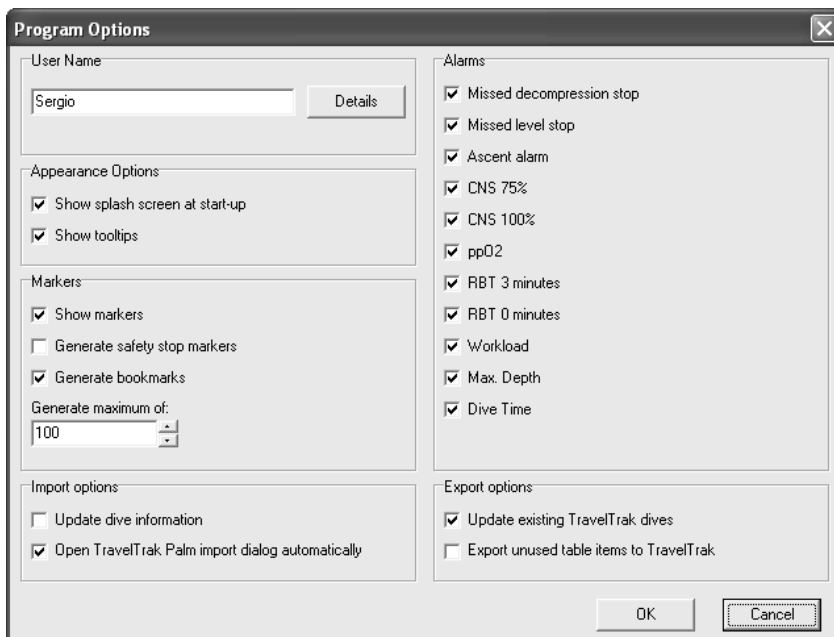 Program Options
User Name
Sergio
Details
Appearance Options
Show splash screen at start-up
Show tooltips
Markers
Show markers
Generate safety stop markers
Generate bookmarks
Generate maximum of:
100
Import options
Update dive information
Open TravelTrak Palm import dialog automatically
Alarms
Missed decompression stop
Missed level stop
Ascent alarm
CNS 75%
CNS 100%
ppO2
RBT 3 minutes
RBT 0 minutes
Workload
Max. Depth
Dive Time
Export options
Update existing TravelTrak dives
Export unused table items to TravelTrak
OK
Cancel